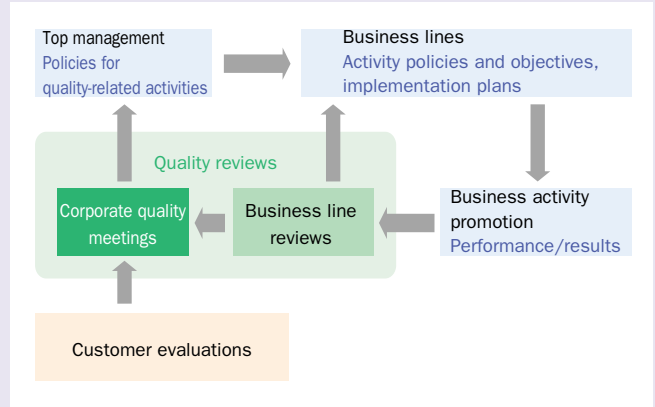 Top management
Policies for
quality-related activities
Business lines
Activity policies and objectives,
implementation plans
Quality reviews
Corporate quality
meetings
Business line
reviews
Business activity
promotion
Performance/results
Customer evaluations